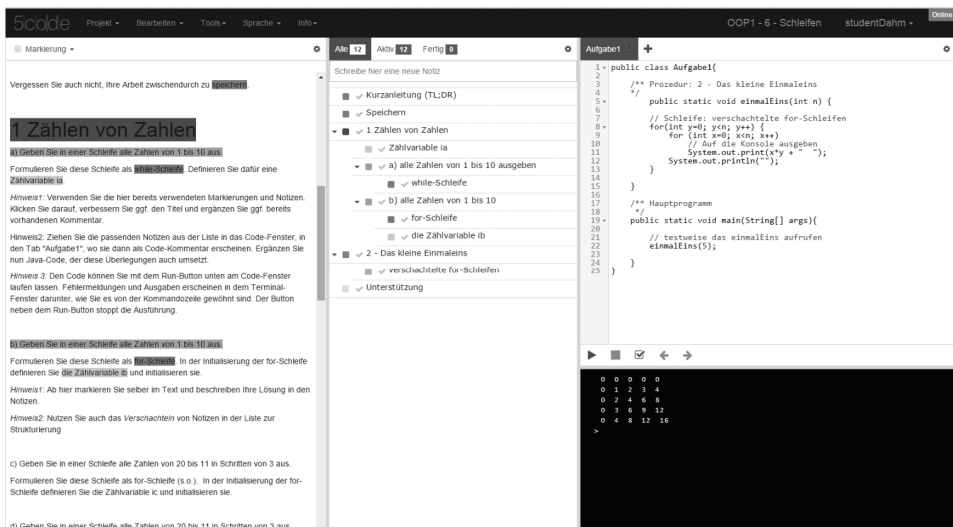 5code Projekt Bearbeiten Tools Sprache Info OOP1 - 6 - Schleifen studentDahm Online
Markierung
Vergessen Sie auch nicht, Ihre Arbeit zwischendurch zu speichern.
1 Zählen von Zahlen
a) Geben Sie in einer Schleife alle Zahlen von 1 bis 10 aus.
Formulieren Sie diese Schleife als while-Schleife. Definieren Sie dafür eine
Zählvariable ia.
Hinweis1: Verwenden Sie die hier bereits verwendeten Markierungen und Notizen.
Klicken Sie darauf, verbessern Sie ggf. den Titel und ergänzen Sie ggf. bereits
vorhandenen Kommentar.
Hinweis2: Ziehen Sie die passenden Notizen aus der Liste in das Code-Fenster, in
den Tab "Aufgabe1", wo sie dann als Code-Kommentar erscheinen. Ergänzen Sie
nun Java-Code, der diese Überlegungen auch umsetzt.
Hinweis 3: Den Code können Sie mit dem Run-Button unten am Code-Fenster
laufen lassen. Fehlermeldungen und Ausgaben erscheinen in dem Terminal-
Fenster darunter, wie Sie es von der Kommandozeile gewöhnt sind. Der Button
neben dem Run-Button stoppt die Ausführung.
b) Geben Sie in einer Schleife alle Zahlen von 1 bis 10 aus.
Formulieren Sie diese Schleife als for-Schleife. In der Initialisierung der for-Schleife
definieren Sie die Zählvariable ib und initialisieren sie.
Hinweis1: Ab hier markieren Sie selber im Text und beschreiben Ihre Lösung in den
Notizen.
Hinweis2: Nutzen Sie auch das Verschachteln von Notizen in der Liste zur
Strukturierung
c) Geben Sie in einer Schleife alle Zahlen von 20 bis 11 in Schritten von 3 aus.
Formulieren Sie diese Schleife als for-Schleife (s.o.). In der Initialisierung der for-
Schleife definieren Sie die Zählvariable ic und initialisieren sie.
d) Geben Sie in einer Schleife alle Zahlen von 20 bis 11 in Schritten von 3 aus.
Alle 12 Aktiv 12 Fertig 0
Schreibe hier eine neue Notiz
Kurzanleitung (TL;DR)
Speichern
1 Zählen von Zahlen
Zählvariable ia
a) alle Zahlen von 1 bis 10 ausgeben
while-Schleife
b) alle Zahlen von 1 bis 10
for-Schleife
die Zählvariable ib
2 - Das kleine Einmaleins
verschachtelte for-Schleifen
Unterstützung
Aufgabe1
1 public class Aufgabe1{
2
3 /** Prozedur: 2 - Das kleine Einmaleins
4 */
5 public static void einmalEins(int n) {
6
7 // Schleife: verschachtelte for-Schleifen
8 for(int y=0; y<n; y++) {
9 for (int x=0; x<n; x++)
10 // Auf die Konsole ausgeben
11 System.out.print(x*y + "  ");
12 System.out.println("");
13 }
14
15 }
16
17 /** Hauptprogramm
18 */
19 public static void main(String[] args){
20
21 // testweise das einmalEins aufrufen
22 einmalEins(5);
23
24 }
25 }
0 0 0 0 0
0 1 2 3 4
0 2 4 6 8
0 3 6 9 12
0 4 8 12 16
>